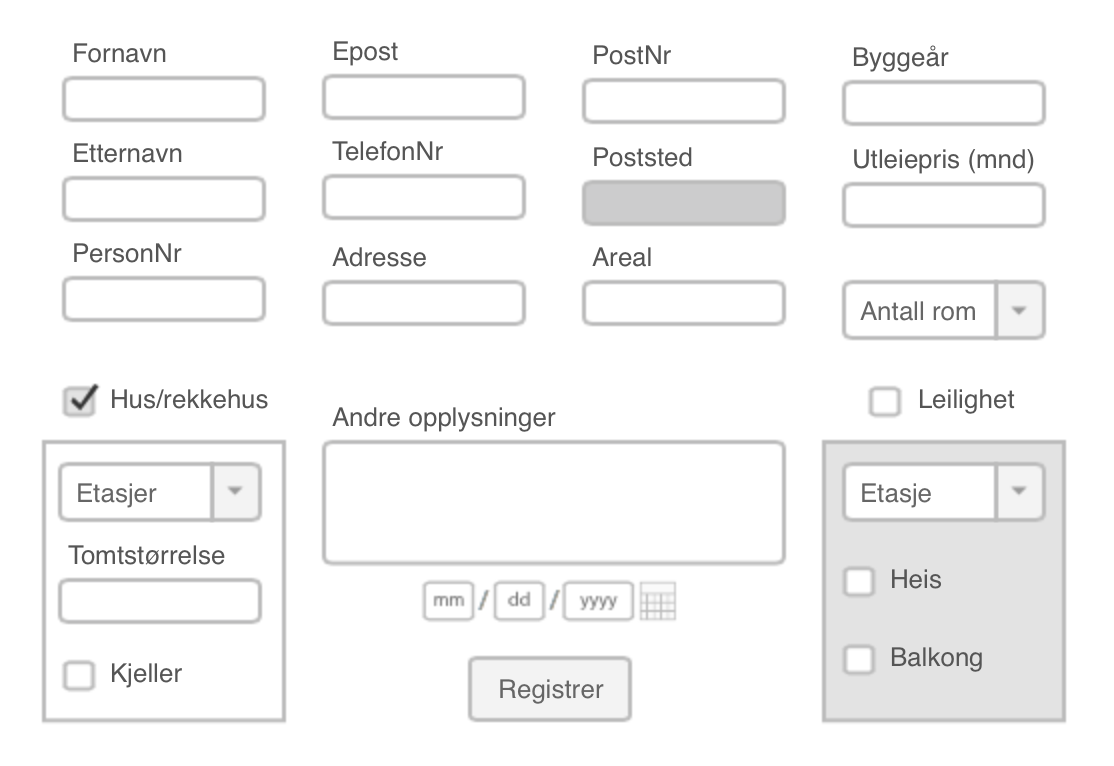 Fornavn
Epost
PostNr
Byggeår
Etternavn
TelefonNr
Poststed
Utleiepris (mnd)
PersonNr
Adresse
Areal
Antall rom
Hus/rekkehus
Andre opplysninger
Leilighet
Etasjer
Etasje
Tomtstørrelse
Heis
mm / dd / yyyy
Kjeller
Balkong
Registrer